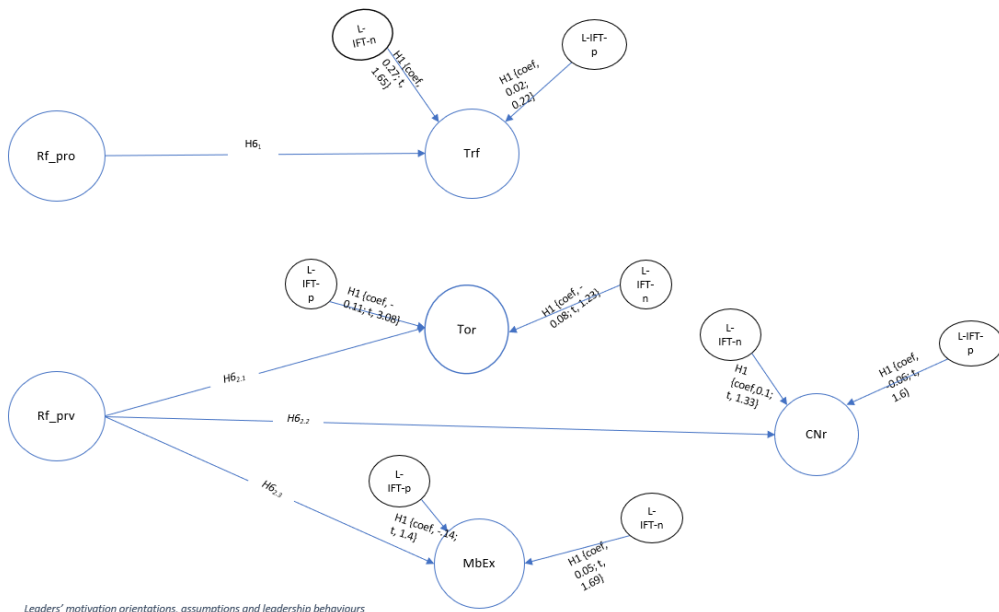 L-
IFT-n
H1 {coef,
0.27; t,
1.65}
L-IFT-
p
H1 {coef,
0.02;
0.22}
Rf_pro
H6₁
Trf
L-
IFT-
p
H1 {coef, -
0.11; t, 3.08}
Tor
L-
IFT-
n
H1 {coef, -
0.08; t, 1.23}
L-
IFT-n
H1
{coef,0.1;
t, 1.33}
L-IFT-
p
H1 {coef,
-0.06; t,
1.6}
H6₂.₁
Rf_prv
H6₂.₂
CNr
H6₂.₃
L-
IFT-p
H1 {coef, -.14;
t, 1.4}
L-
IFT-n
H1 {coef,
0.05; t,
1.69}
MbEx
Leaders' motivation orientations, assumptions and leadership behaviours